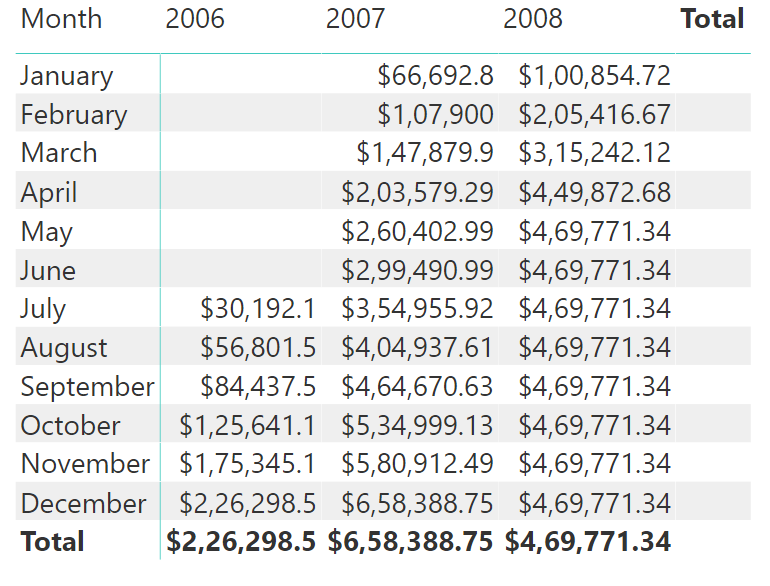 Month 2006 2007 2008 Total
January $66,692.8 $1,00,854.72
February $1,07,900 $2,05,416.67
March $1,47,879.9 $3,15,242.12
April $2,03,579.29 $4,49,872.68
May $2,60,402.99 $4,69,771.34
June $2,99,490.99 $4,69,771.34
July $30,192.1 $3,54,955.92 $4,69,771.34
August $56,801.5 $4,04,937.61 $4,69,771.34
September $84,437.5 $4,64,670.63 $4,69,771.34
October $1,25,641.1 $5,34,999.13 $4,69,771.34
November $1,75,345.1 $5,80,912.49 $4,69,771.34
December $2,26,298.5 $6,58,388.75 $4,69,771.34
Total $2,26,298.5 $6,58,388.75 $4,69,771.34